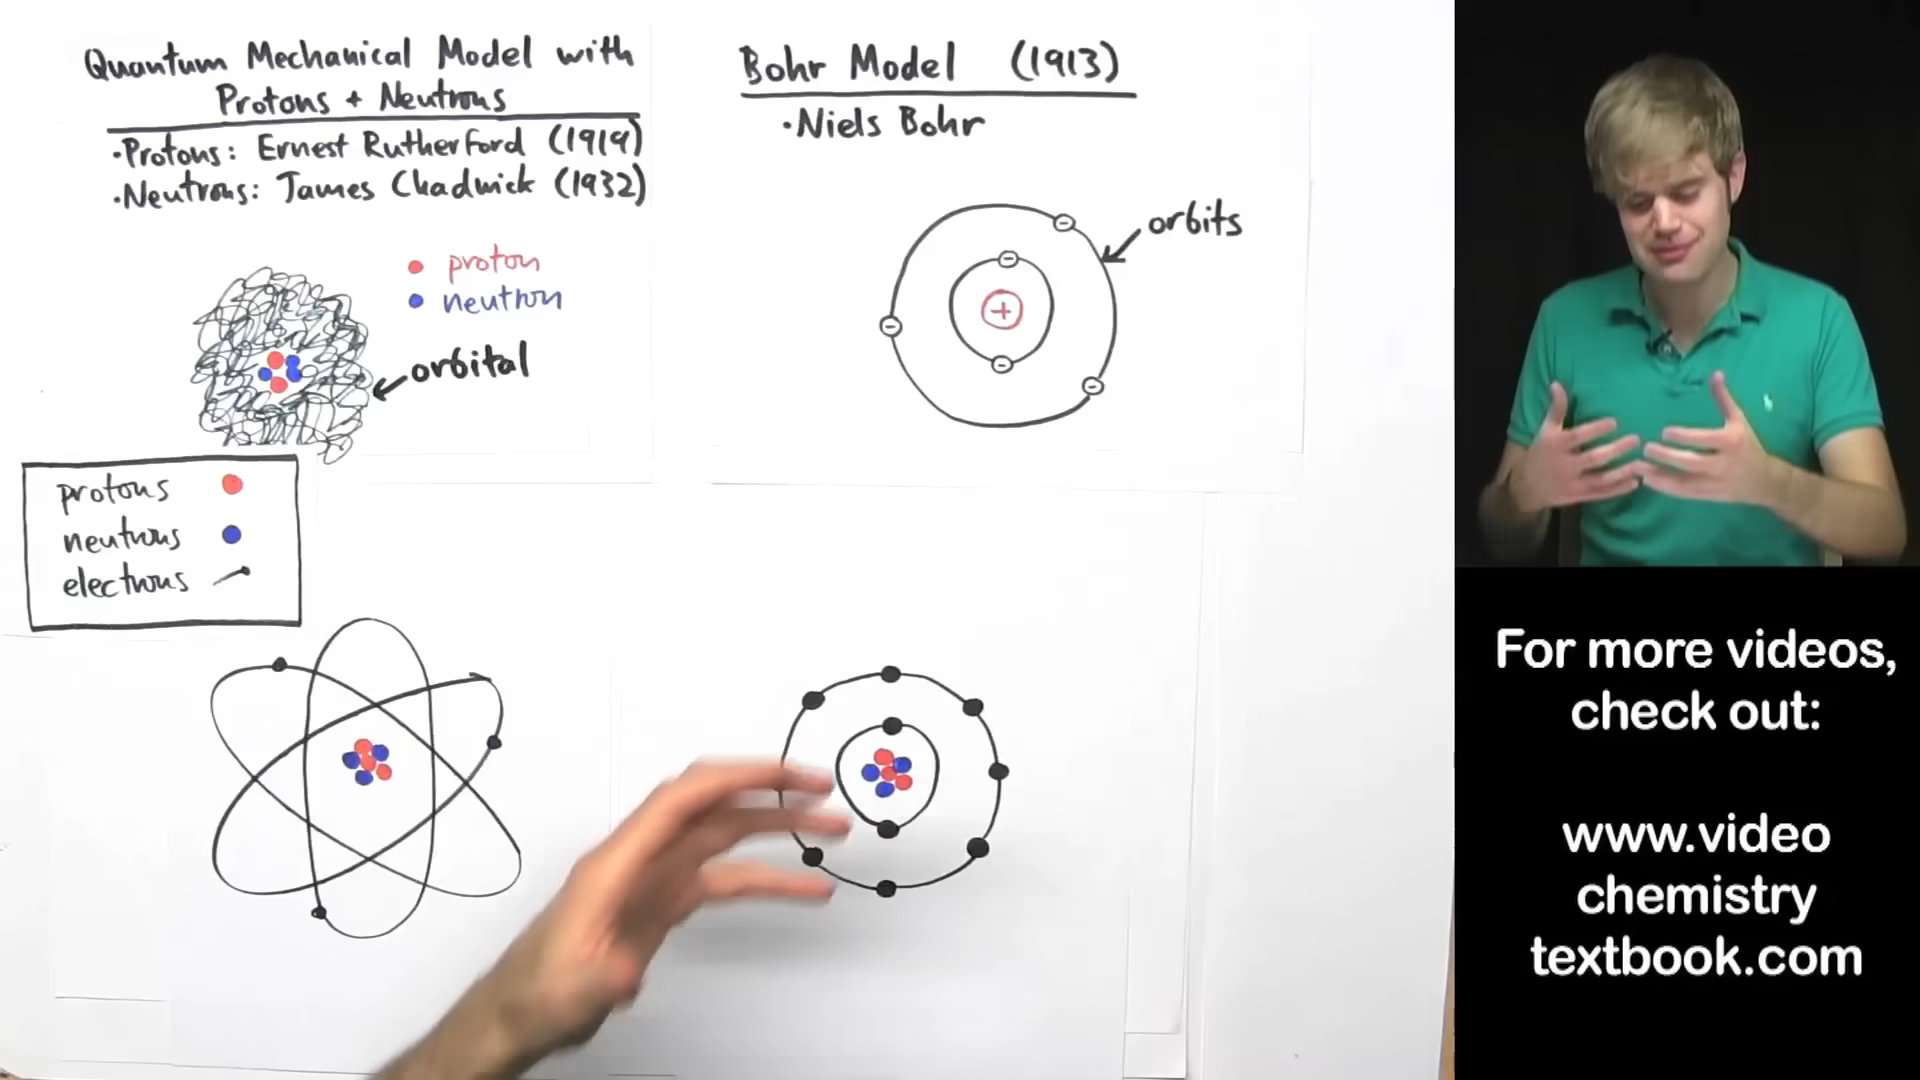 Quantum Mechanical Model with
Protons + Neutrons
•Protons: Ernest Rutherford (1919)
•Neutrons: James Chadwick (1932)
proton
neutron
orbital
protons
neutrons
electrons
Bohr Model (1913)
•Niels Bohr
orbits
For more videos,
check out:
www.video
chemistry
textbook.com